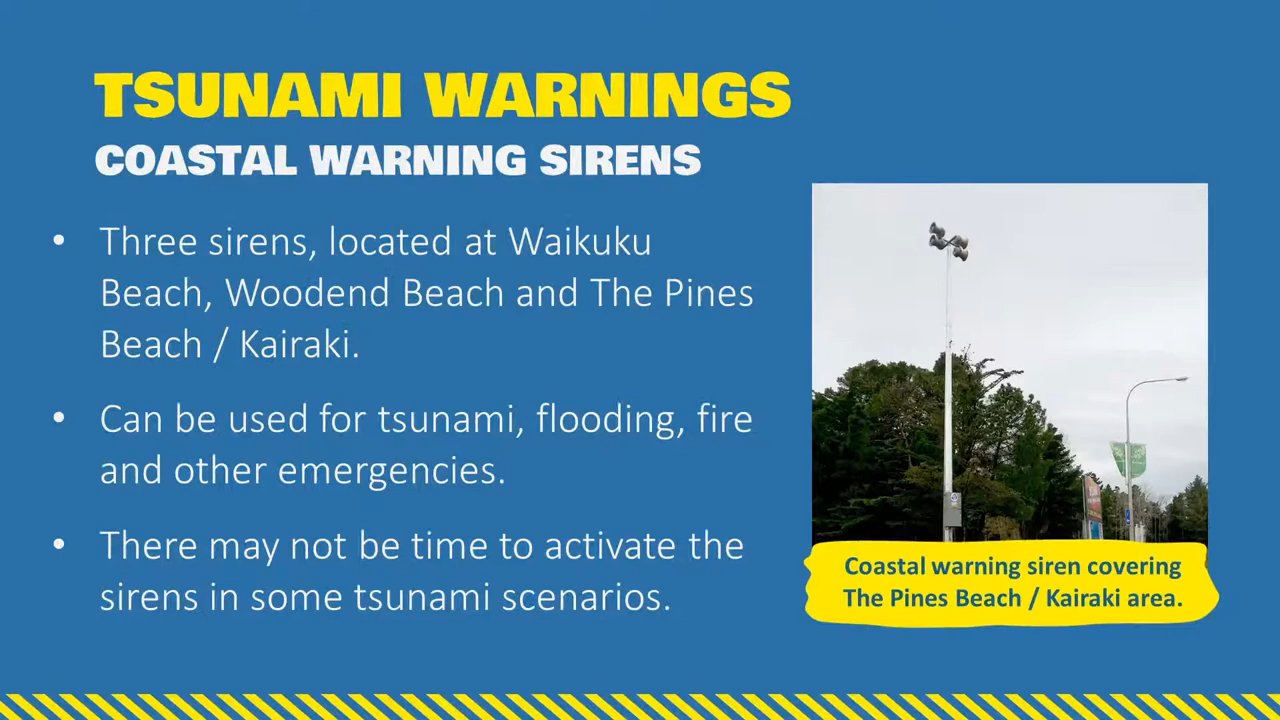 TSUNAMI WARNINGS
COASTAL WARNING SIRENS
• Three sirens, located at Waikuku
Beach, Woodend Beach and The Pines
Beach / Kairaki.
• Can be used for tsunami, flooding, fire
and other emergencies.
• There may not be time to activate the
sirens in some tsunami scenarios.
Coastal warning siren covering
The Pines Beach / Kairaki area.